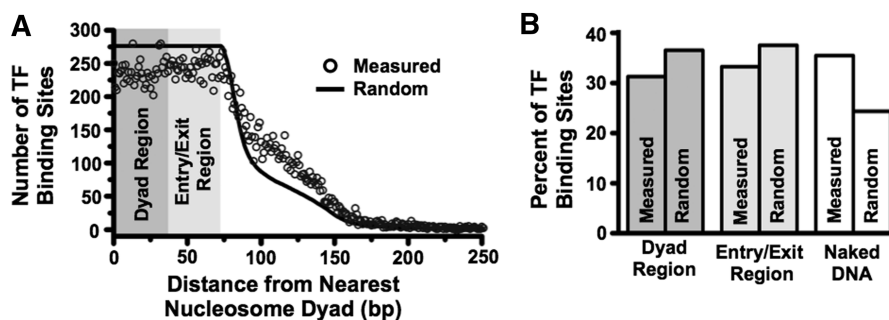 A
Number of TF
Binding Sites
300
250
200
150
100
50
0
Dyad Region
Entry/Exit
Region
Measured
Random
0
50
100
150
200
250
Distance from Nearest
Nucleosome Dyad (bp)
B
Percent of TF
Binding Sites
40
30
20
10
0
Measured
Random
Measured
Random
Measured
Random
Dyad
Region
Entry/Exit
Region
Naked
DNA